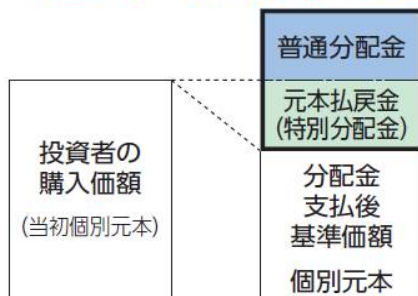 普通分配金
元本払戻金
(特別分配金)
投資者の
購入価額
(当初個別元本)
分配金
支払後
基準価額
個別元本